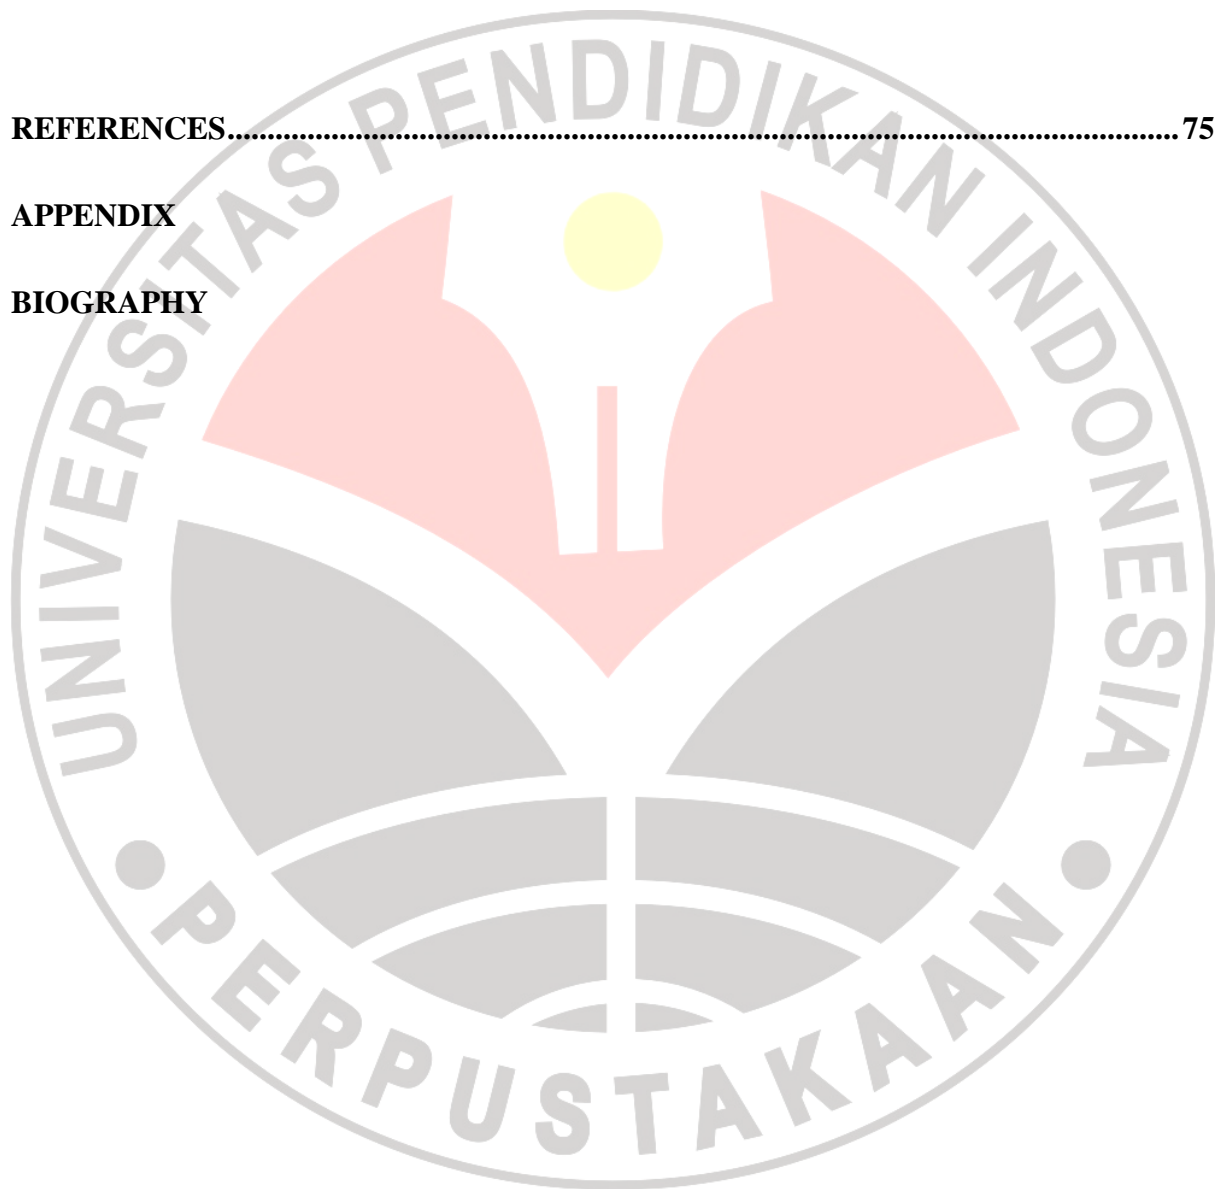 REFERENCES........................................................................................................................ 75
APPENDIX
BIOGRAPHY
UNIVERSITAS PENDIDIKAN INDONESIA
PERPUSTAKAAN